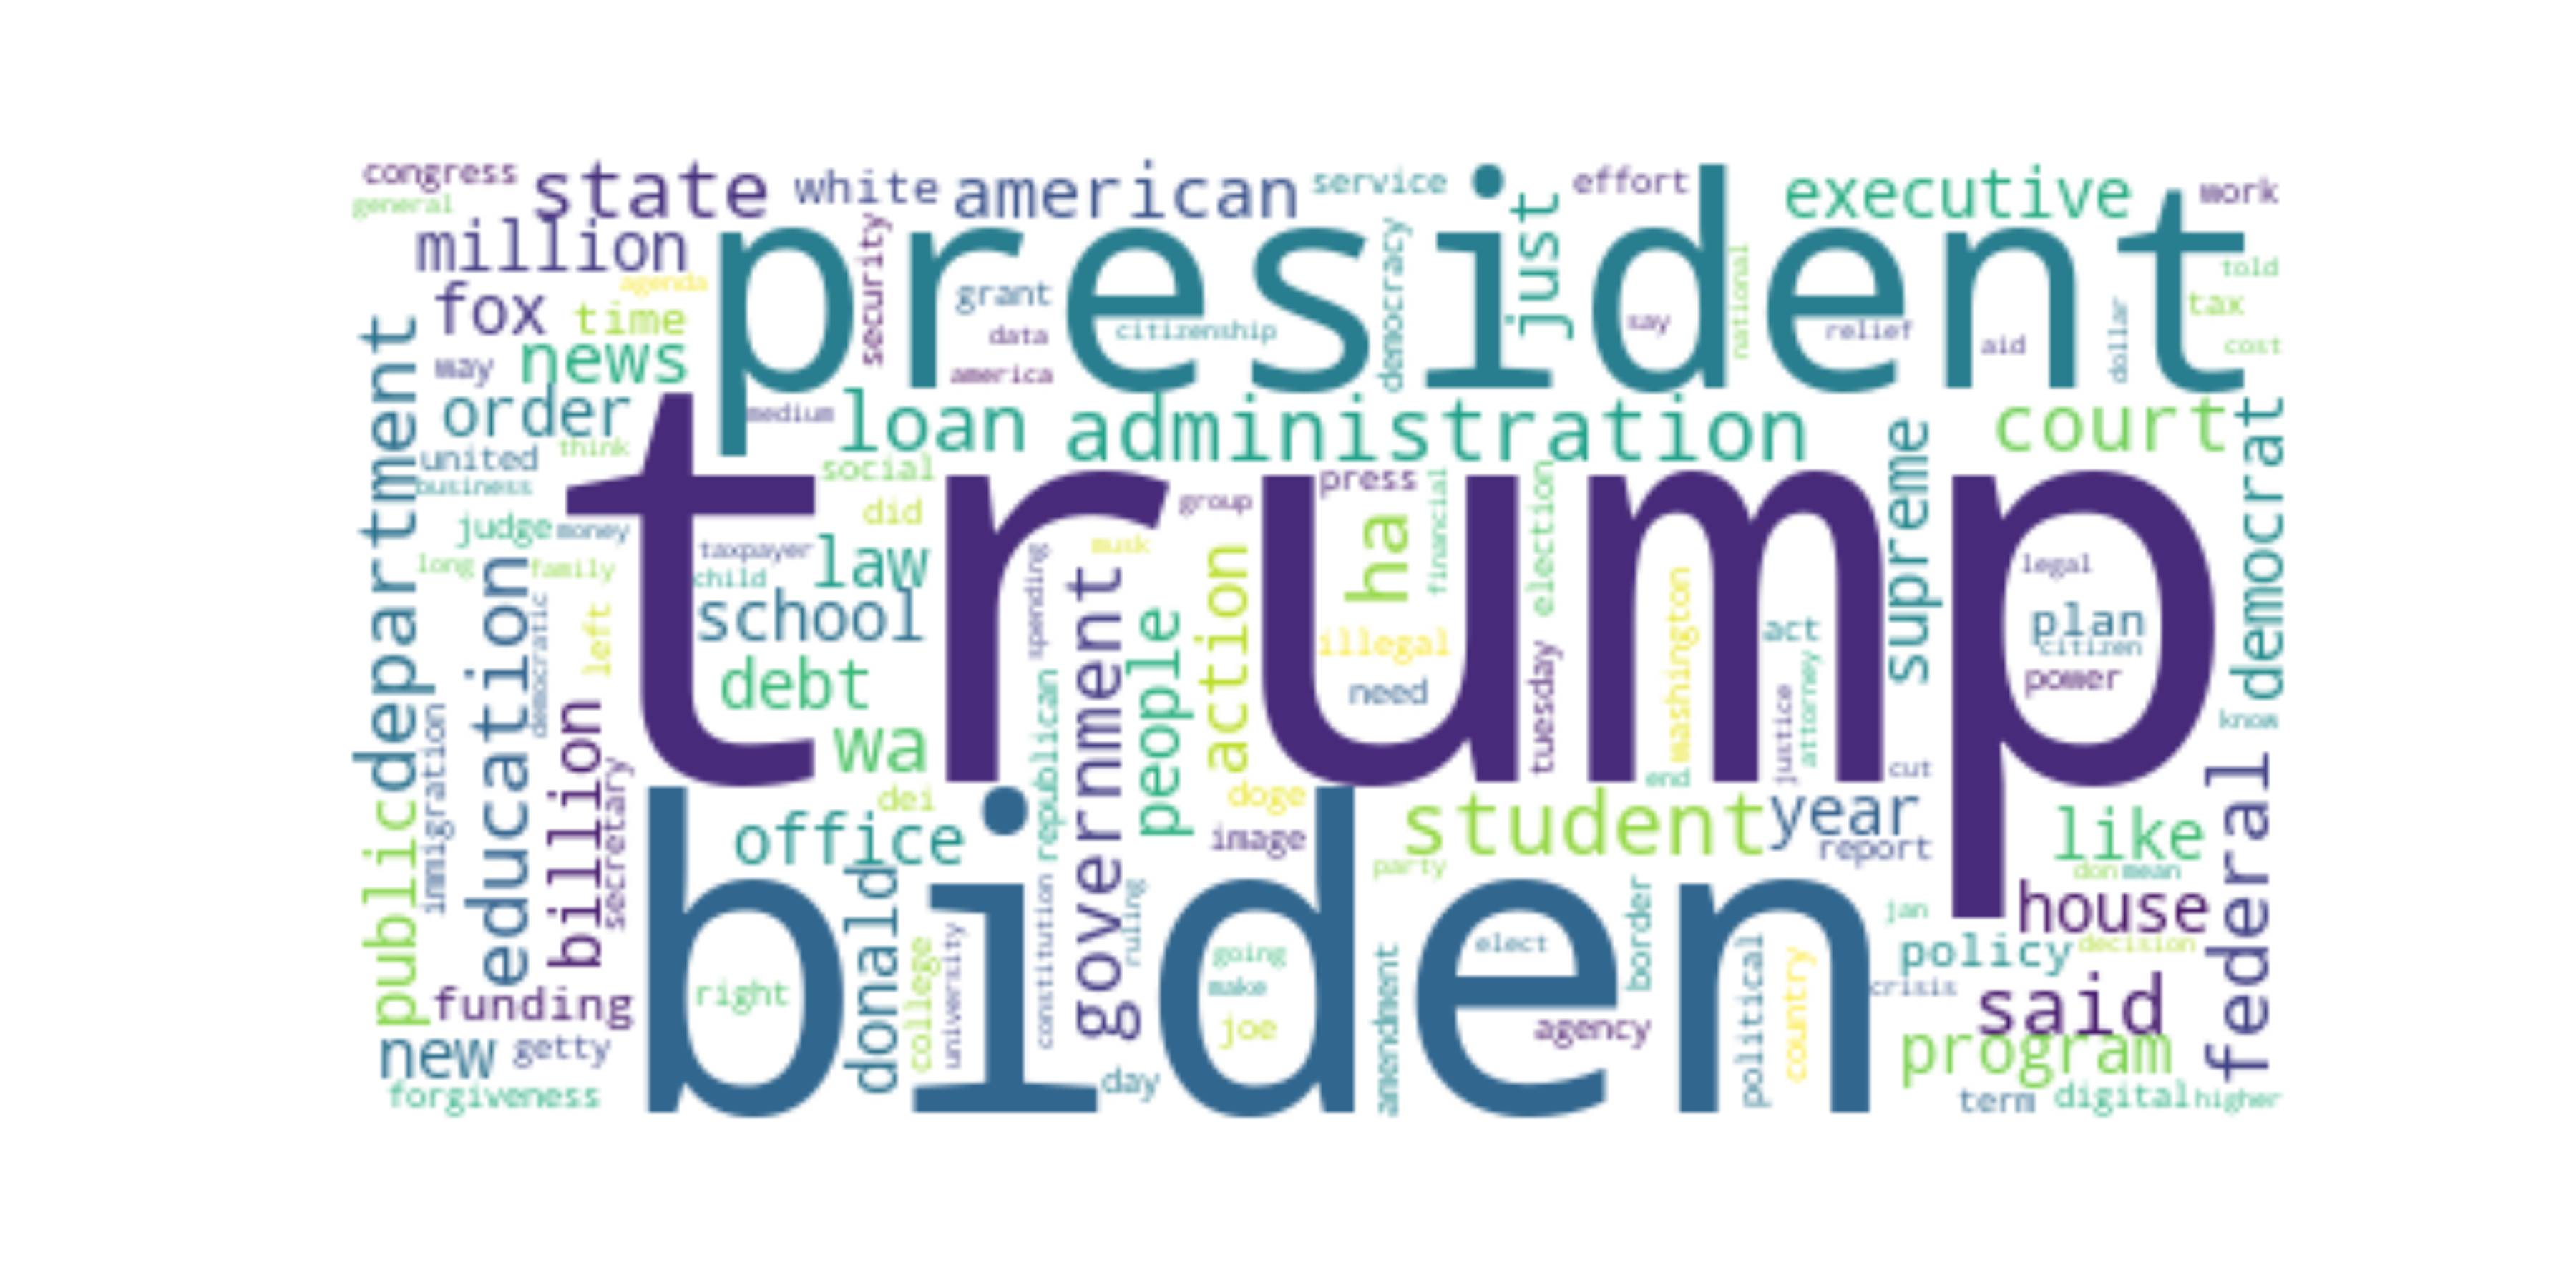 congress
general
state
white
american
service
effort
executive
work
million
president
security
just
agenda
fox
time
grant
data
citizenship
america
democracy
say
national
relief
aid
dollar
told
tax
cost
way
news
order
medium
loan
administration
court
department
united
think
business
social
trump
group
press
financial
election
supreme
democrat
did
judge
money
long
family
taxpayer
child
law
school
spending
musk
government
people
action
ha
illegal
need
tuesday
washington
act
justice
attorney
legal
plan
citizen
power
know
education
democratic
left
debt
wa
republican
immigration
billion
secretary
public
dei
office
doge
image
end
student
year
cut
report
party
like
don
mean
federal
biden
donald
college
university
constitution
ruling
going
make
joe
amendment
elect
border
agency
political
country
jan
house
policy
decision
crisis
said
program
right
funding
new
getty
forgiveness
day
term
digital
higher